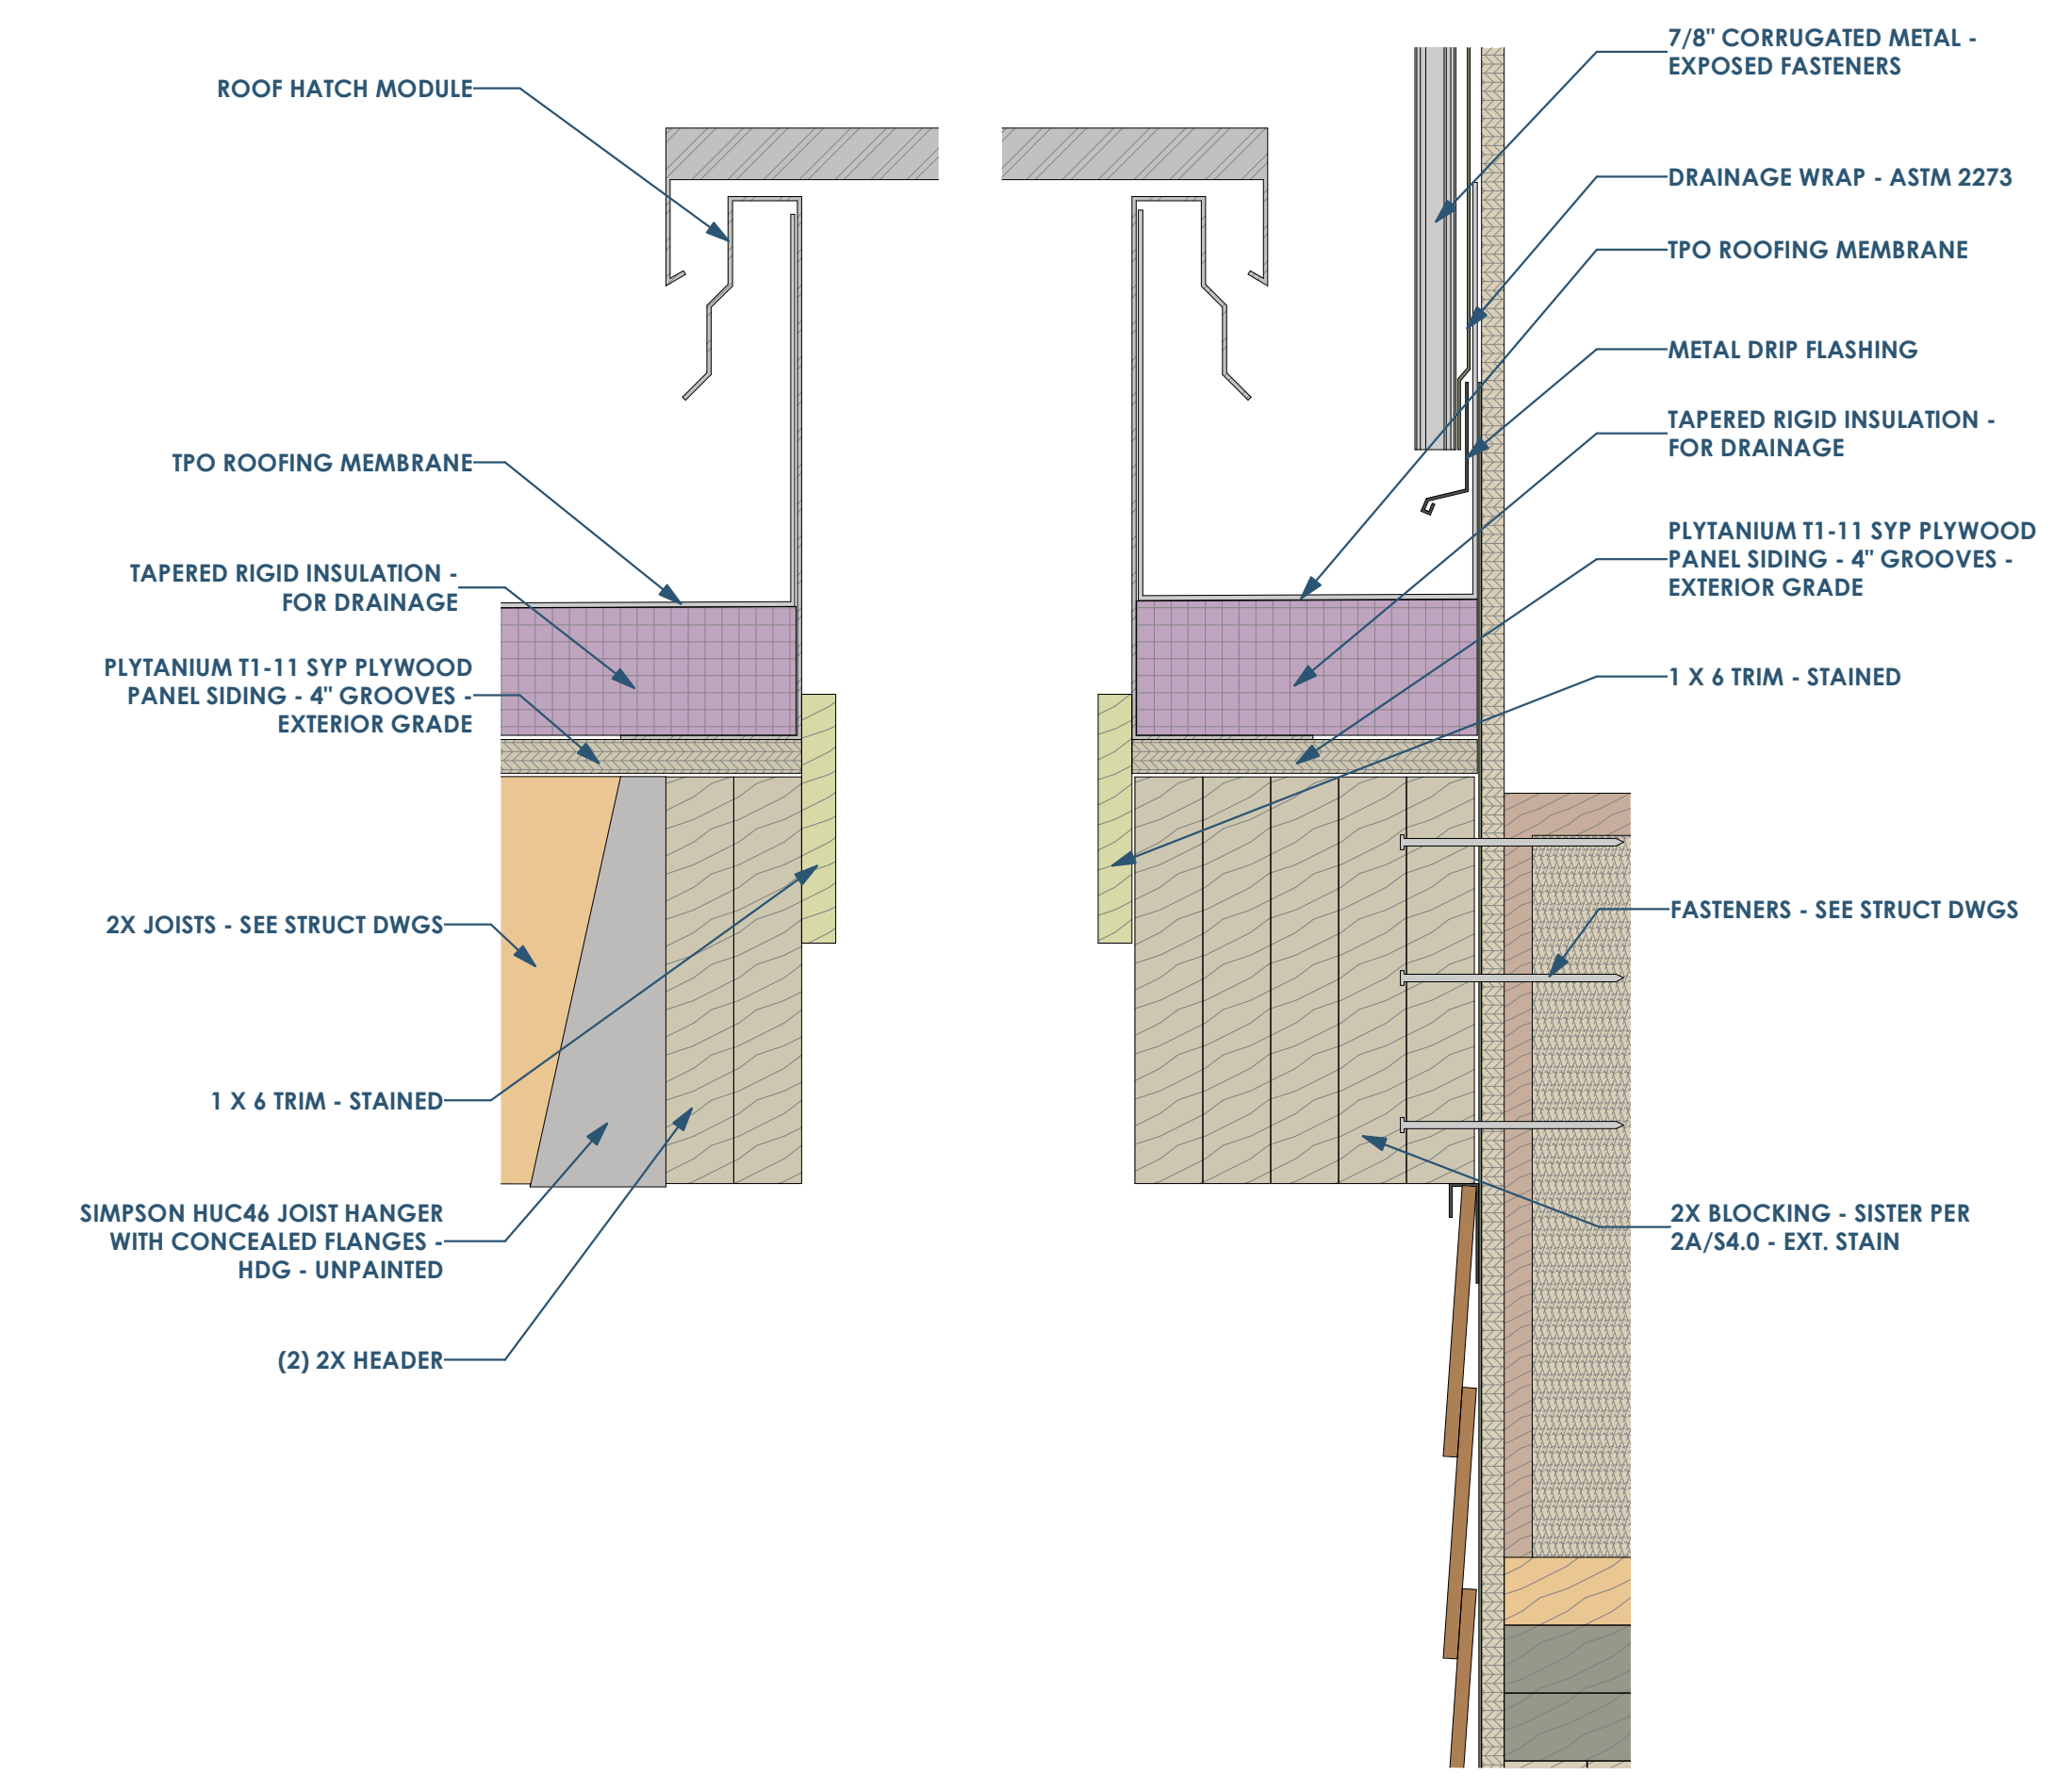 ROOF HATCH MODULE
TPO ROOFING MEMBRANE
TAPERED RIGID INSULATION -
FOR DRAINAGE
PLYTANIUM T1-11 SYP PLYWOOD
PANEL SIDING - 4" GROOVES -
EXTERIOR GRADE
2X JOISTS - SEE STRUCT DWGS
1 X 6 TRIM - STAINED
SIMPSON HUC46 JOIST HANGER
WITH CONCEALED FLANGES -
HDG - UNPAINTED
(2) 2X HEADER
7/8" CORRUGATED METAL -
EXPOSED FASTENERS
DRAINAGE WRAP - ASTM 2273
TPO ROOFING MEMBRANE
METAL DRIP FLASHING
TAPERED RIGID INSULATION -
FOR DRAINAGE
PLYTANIUM T1-11 SYP PLYWOOD
PANEL SIDING - 4" GROOVES -
EXTERIOR GRADE
1 X 6 TRIM - STAINED
FASTENERS - SEE STRUCT DWGS
2X BLOCKING - SISTER PER
2A/S4.0 - EXT. STAIN